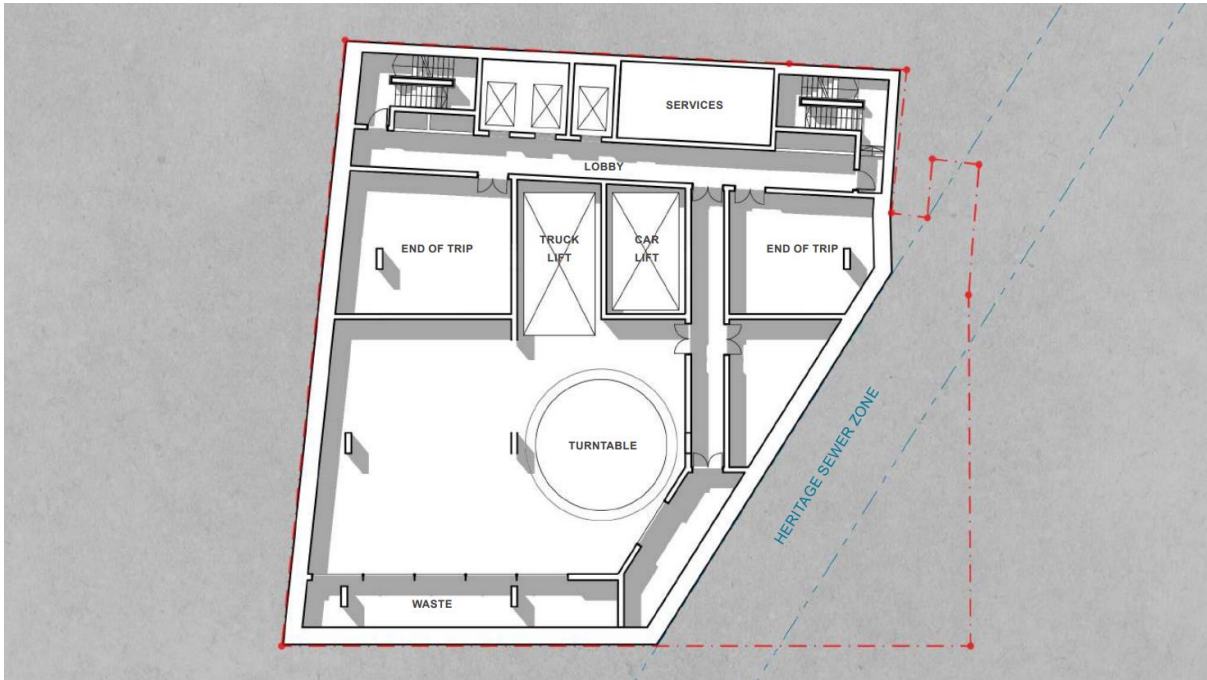 SERVICES
LOBBY
END OF TRIP
TRUCK
LIFT
CAR
LIFT
END OF TRIP
HERITAGE SEWER ZONE
TURNTABLE
WASTE